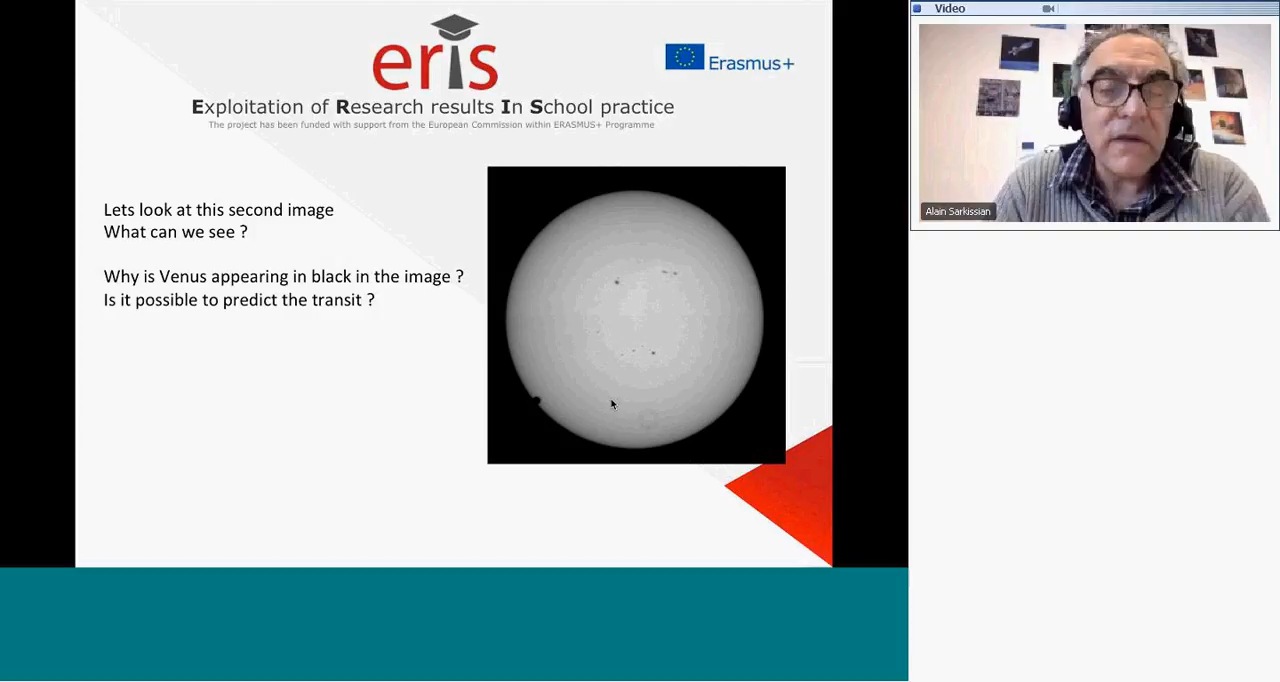 eris
Erasmus+
Exploitation of Research results In School practice
The project has been funded with support from the European Commission within ERASMUS+ Programme
Lets look at this second image
What can we see ?
Why is Venus appearing in black in the image ?
Is it possible to predict the transit ?
Video
Alain Sarkissian